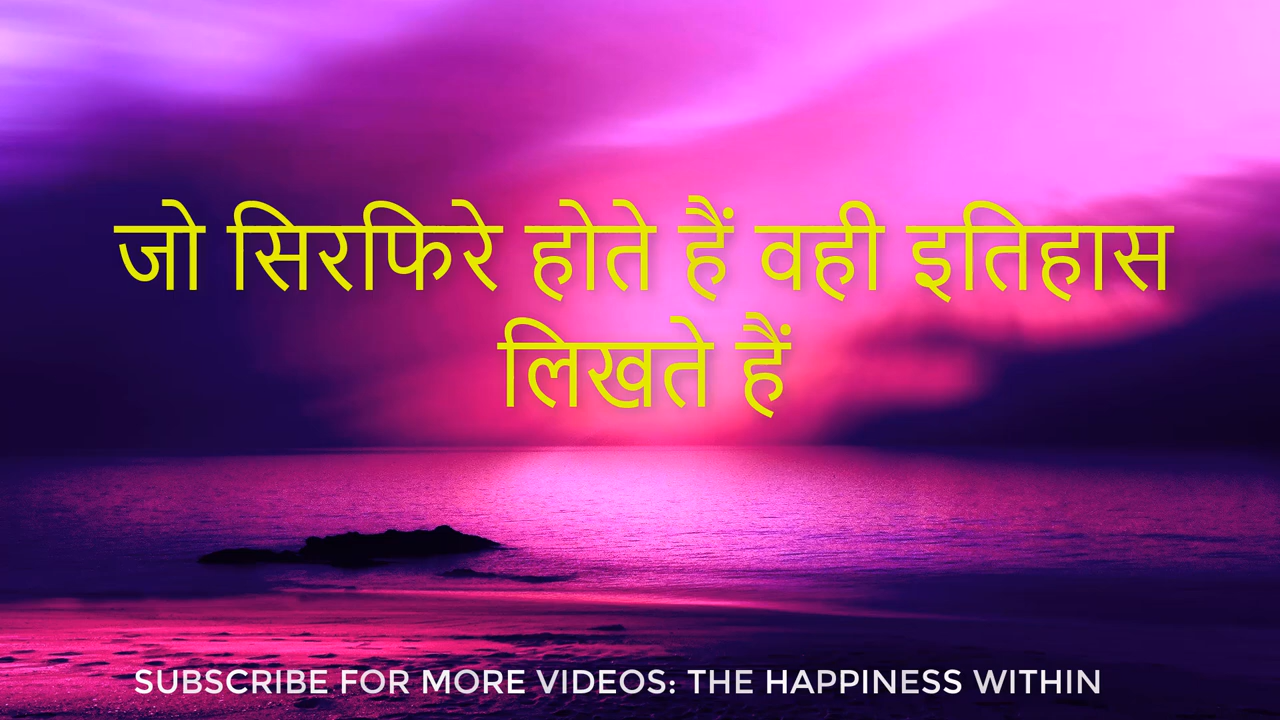 जो सिरफिरे होते हैं वही इतिहास
लिखते हैं
SUBSCRIBE FOR MORE VIDEOS: THE HAPPINESS WITHIN